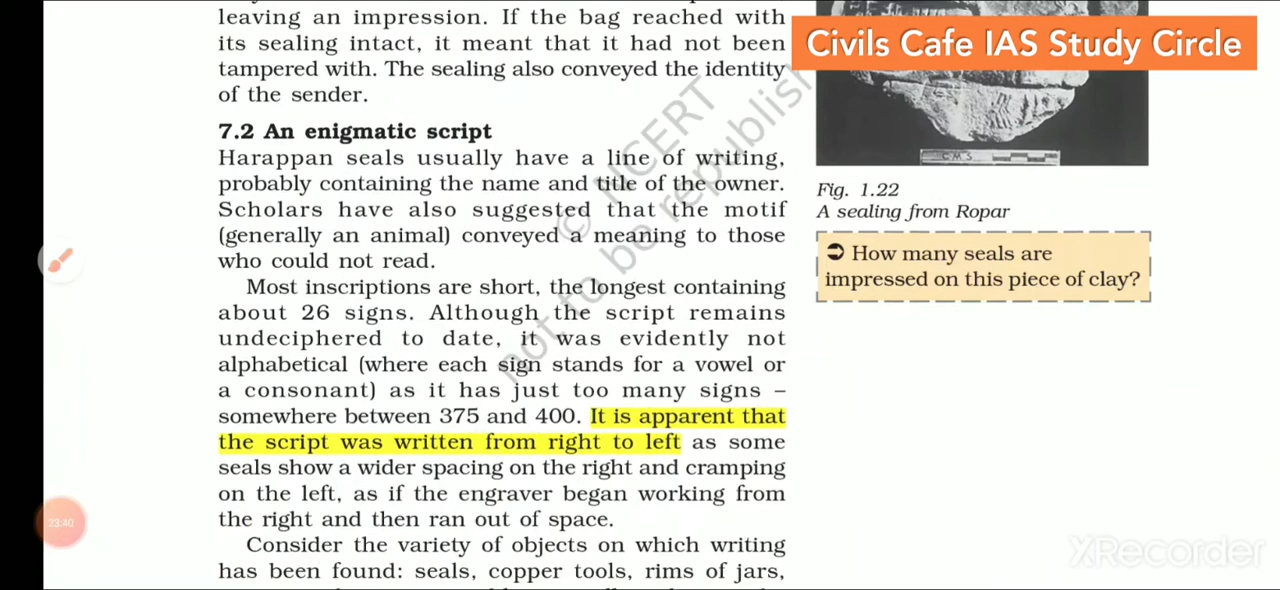 leaving an impression. If the bag reached with
its sealing intact, it meant that it had not been
tampered with. The sealing also conveyed the identity
of the sender.
7.2 An enigmatic script
Harappan seals usually have a line of writing,
probably containing the name and title of the owner.
Scholars have also suggested that the motif
(generally an animal) conveyed a meaning to those
who could not read.
Most inscriptions are short, the longest containing
about 26 signs. Although the script remains
undeciphered to date, it was evidently not
alphabetical (where each sign stands for a vowel or
a consonant) as it has just too many signs –
somewhere between 375 and 400. It is apparent that
the script was written from right to left as some
seals show a wider spacing on the right and cramping
on the left, as if the engraver began working from
the right and then ran out of space.
Consider the variety of objects on which writing
has been found: seals, copper tools, rims of jars,
© NCERT
not to be republish
Civils Cafe IAS Study Circle
C M S
Fig. 1.22
A sealing from Ropar
➲ How many seals are
impressed on this piece of clay?
23:40
XRecorder